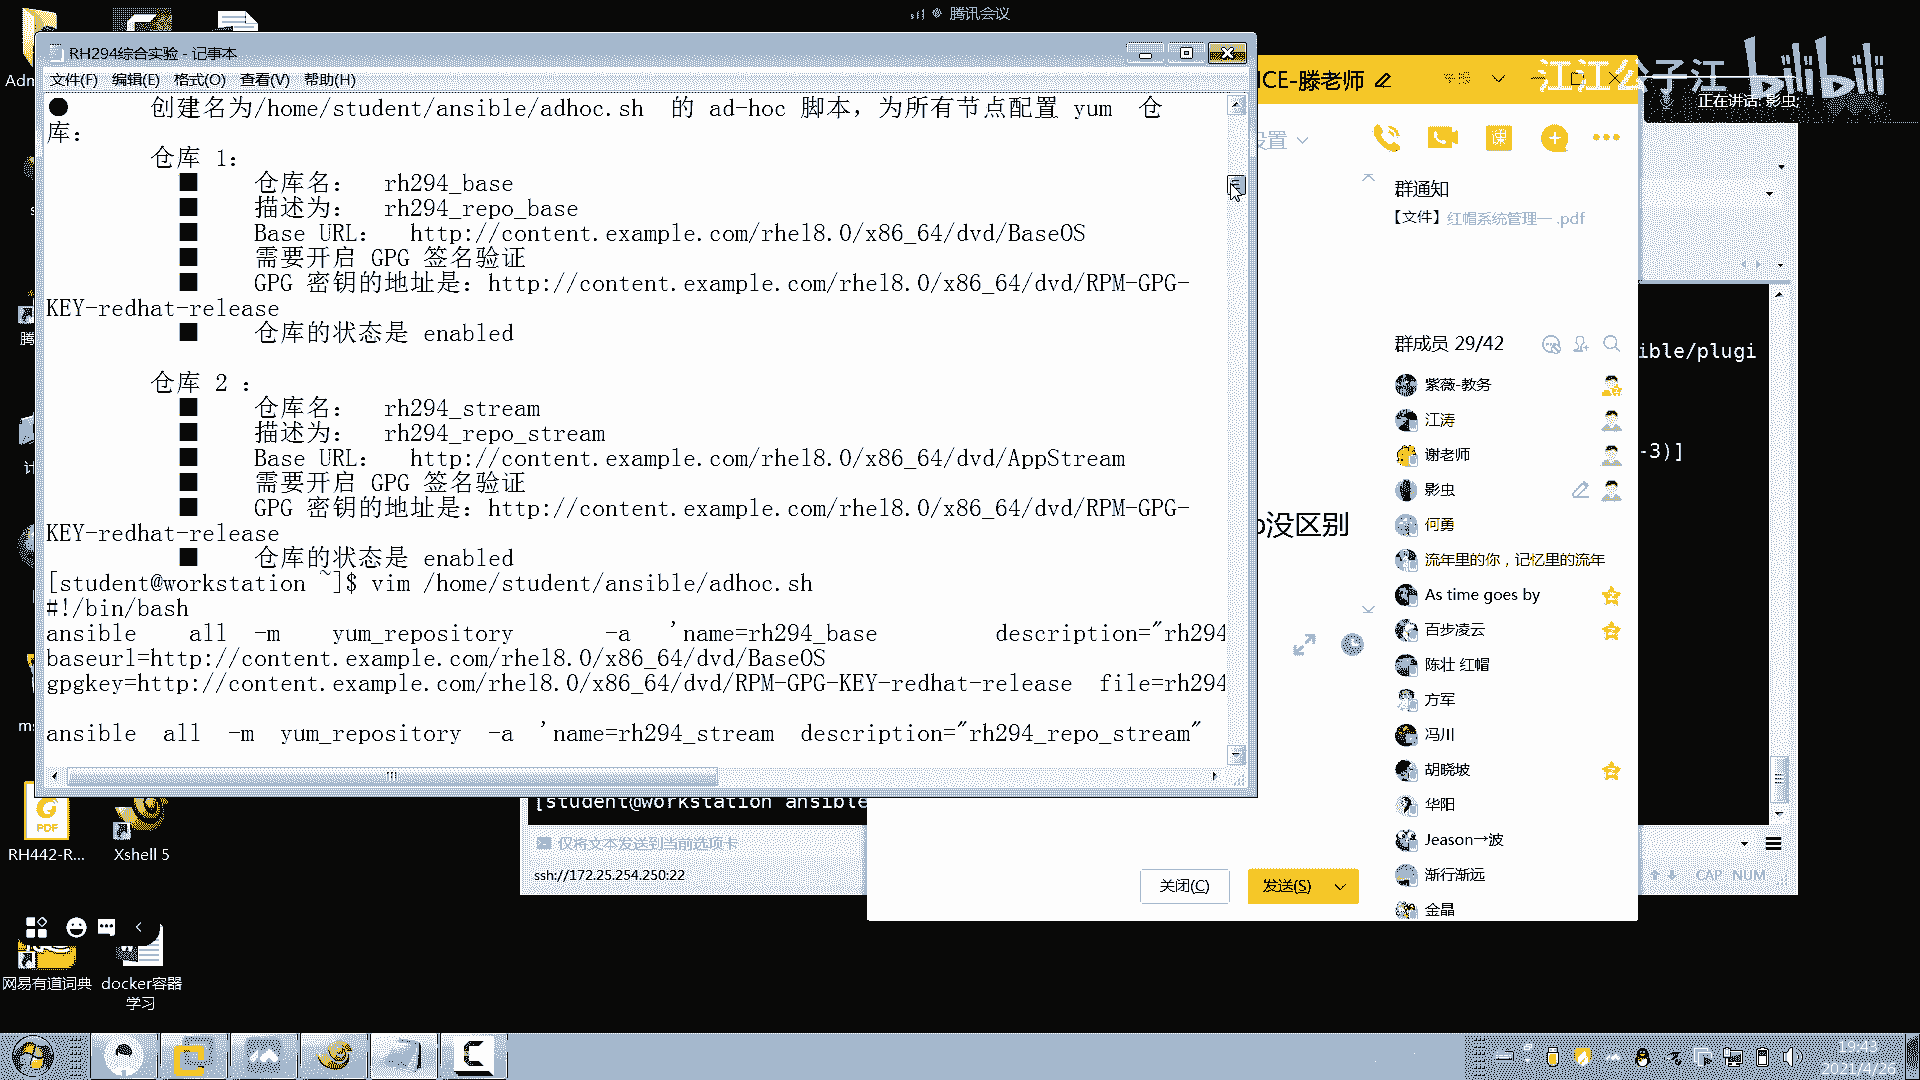 腾讯会议
RH294综合实验 - 记事本
文件(F) 编辑(E) 格式(O) 查看(V) 帮助(H)
● 创建名为/home/student/ansible/adhoc.sh 的 ad-hoc 脚本，为所有节点配置 yum 仓
库：
仓库 1：
■ 仓库名： rh294_base
■ 描述为： rh294_repo_base
■ Base URL： http://content.example.com/rhel8.0/x86_64/dvd/BaseOS
■ 需要开启 GPG 签名验证
■ GPG 密钥的地址是：http://content.example.com/rhel8.0/x86_64/dvd/RPM-GPG-
KEY-redhat-release
■ 仓库的状态是 enabled
仓库 2 ：
■ 仓库名： rh294_stream
■ 描述为： rh294_repo_stream
■ Base URL： http://content.example.com/rhel8.0/x86_64/dvd/AppStream
■ 需要开启 GPG 签名验证
■ GPG 密钥的地址是：http://content.example.com/rhel8.0/x86_64/dvd/RPM-GPG-
KEY-redhat-release
■ 仓库的状态是 enabled
[student@workstation ~]$ vim /home/student/ansible/adhoc.sh
#!/bin/bash
ansible all -m yum_repository -a 'name=rh294_base description="rh294
baseurl=http://content.example.com/rhel8.0/x86_64/dvd/BaseOS
gpgkey=http://content.example.com/rhel8.0/x86_64/dvd/RPM-GPG-KEY-redhat-release file=rh294
ansible all -m yum_repository -a 'name=rh294_stream description="rh294_repo_stream"
[student@workstation ansible
仅将文本发送到当前选项卡
ssh://172.25.254.250:22
CAP NUM
ICE-滕老师
江江公子江 bilibili
正在讲话: 影虫;
置
群通知
【文件】红帽系统管理一 .pdf
群成员 29/42
紫薇-教务
江涛
谢老师
影虫
何勇
流年里的你，记忆里的流年
As time goes by
百步凌云
陈壮 红帽
方军
冯川
胡晓坡
华阳
Jeason→波
渐行渐远
金晶
没区别
关闭(C)
发送(S)
ible/plugi
-3)]
PDF
RH442-R...
Xshell 5
网易有道词典
docker容器
学习
19:43
2021/4/26